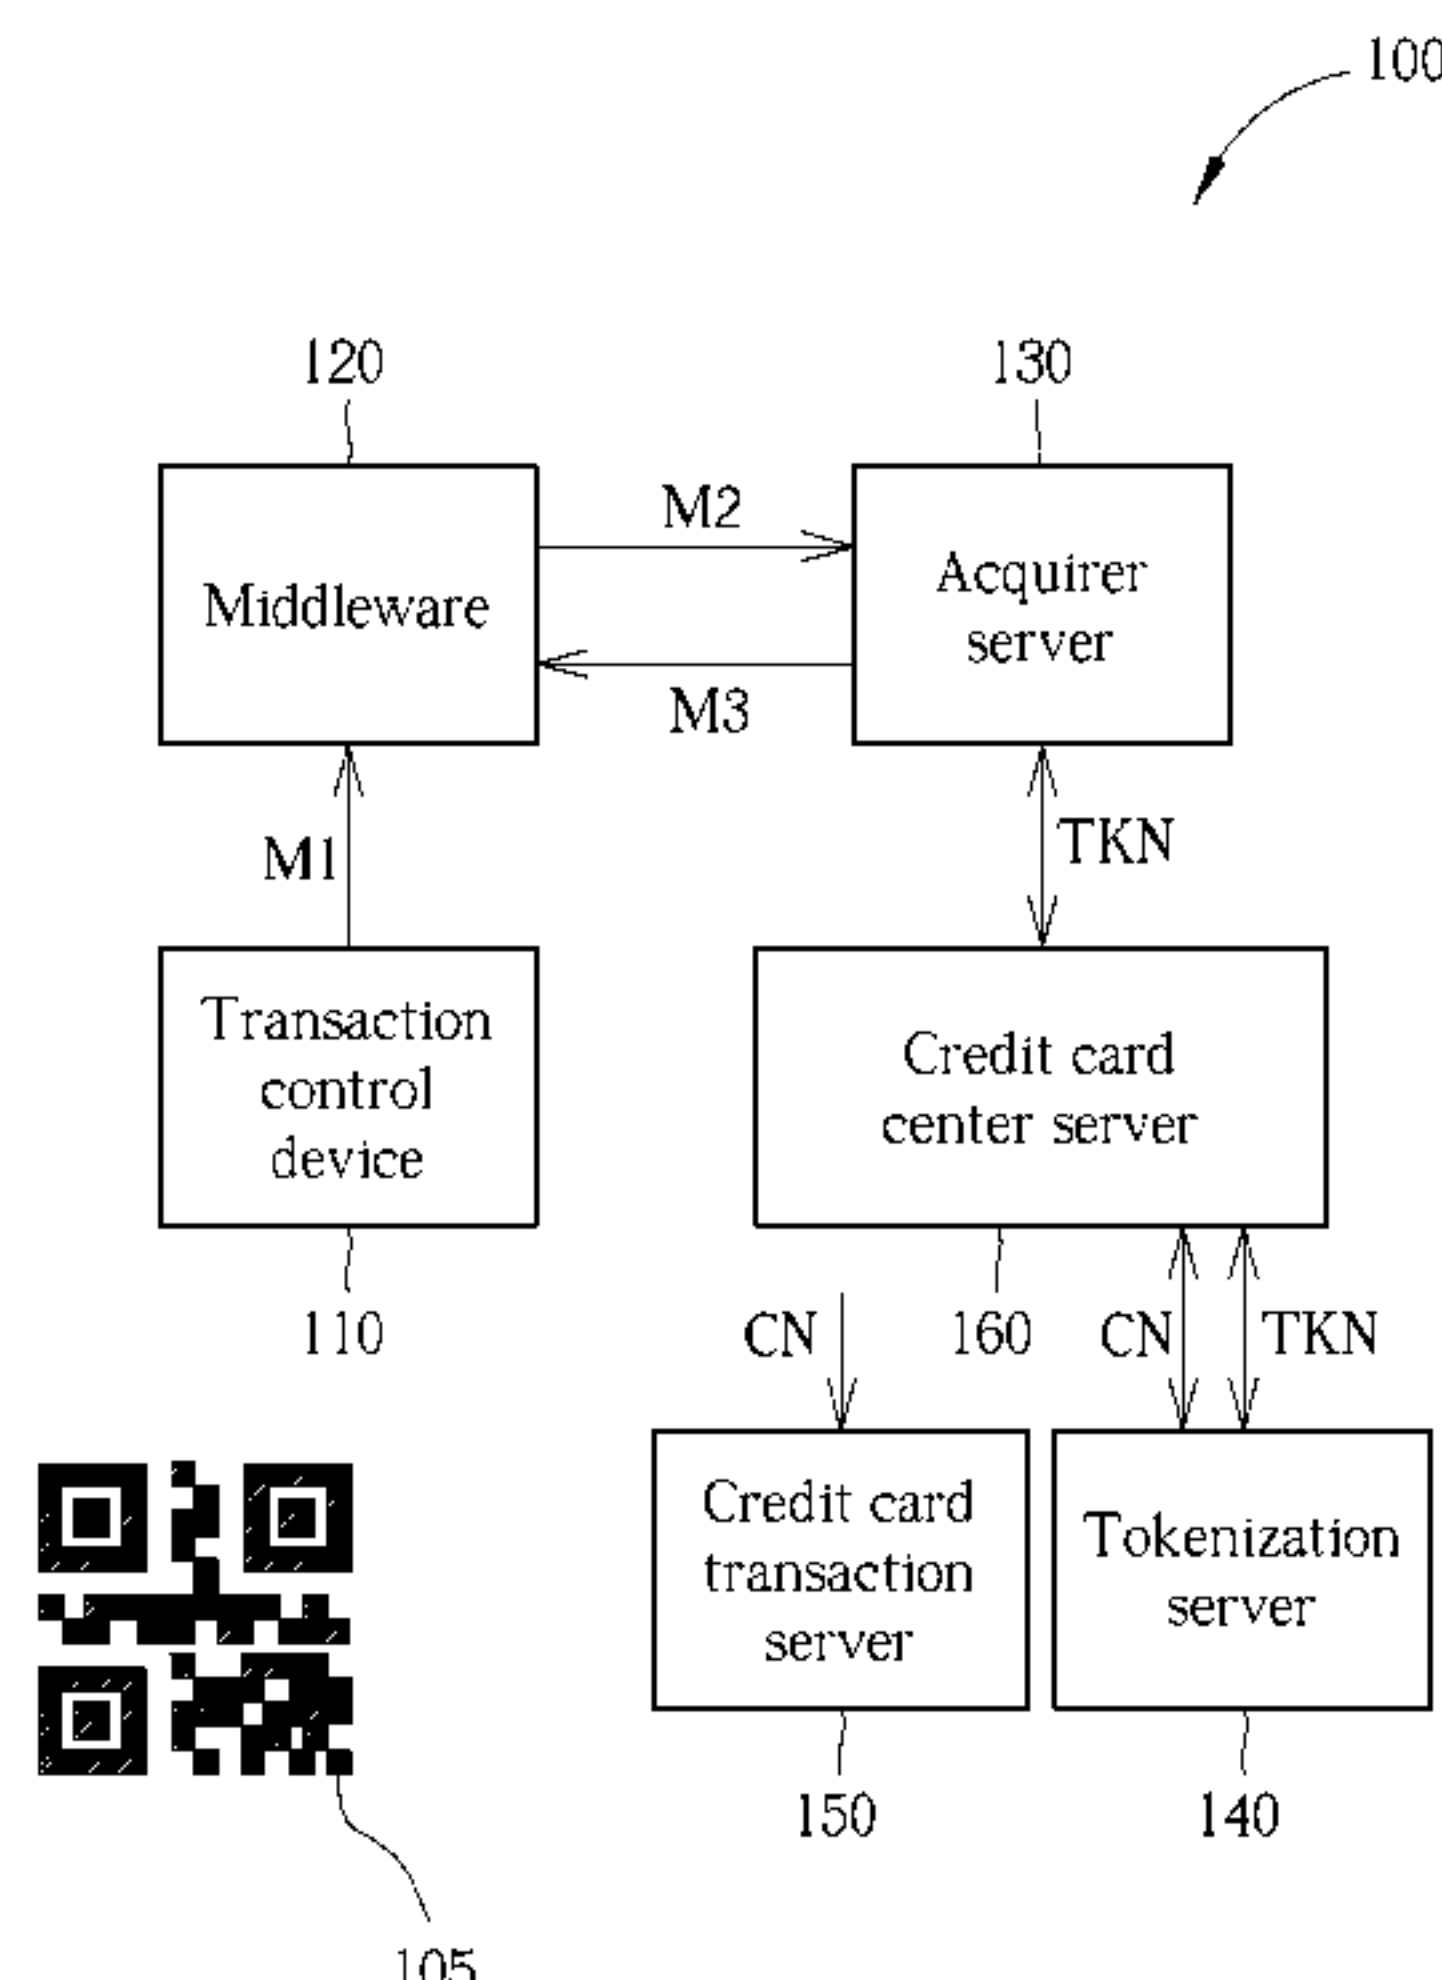 100
120
130
M2
Middleware
Acquirer
server
M3
M1
TKN
Transaction
control
device
Credit card
center server
110
CN
160
CN
TKN
Credit card
transaction
server
Tokenization
server
150
140
105